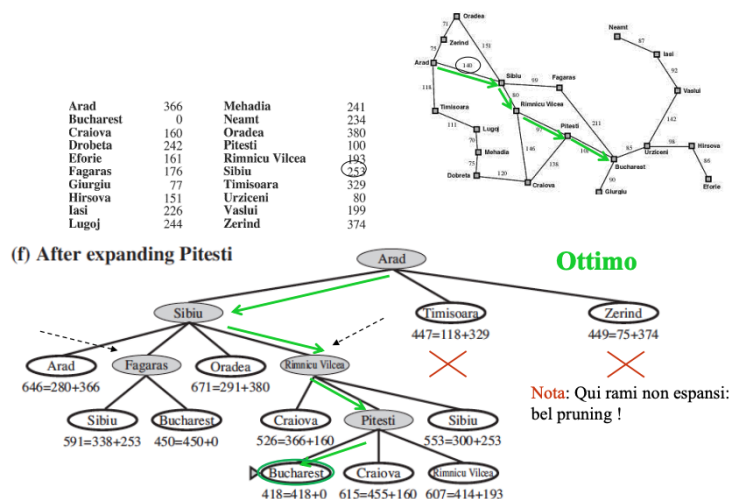 Oradea
71
Neamt
Zerind
87
151
75
Iasi
Arad
140
Sibiu
92
99
Fagaras
118
80
Vaslui
Rimnicu Vilcea
Timisoara
Pitesti
211
142
111
Lugoj
97
70
98
Hirsova
146
85
Mehadia
101
Urziceni
75
138
86
Bucharest
Dobreta
120
90
Craiova
Giurgiu
Eforie
Arad 366 Mehadia 241
Bucharest 0 Neamt 234
Craiova 160 Oradea 380
Drobeta 242 Pitesti 100
Eforie 161 Rimnicu Vilcea 193
Fagaras 176 Sibiu 253
Giurgiu 77 Timisoara 329
Hirsova 151 Urziceni 80
Iasi 226 Vaslui 199
Lugoj 244 Zerind 374
(f) After expanding Pitesti
Arad
Ottimo
Sibiu
Timisoara
Zerind
447=118+329
449=75+374
Arad
Fagaras
Oradea
Rimnicu Vilcea
646=280+366
671=291+380
Nota: Qui rami non espansi:
bel pruning !
Sibiu
Bucharest
Craiova
Pitesti
Sibiu
591=338+253
450=450+0
526=366+160
553=300+253
Bucharest
Craiova
Rimnicu Vilcea
418=418+0
615=455+160
607=414+193